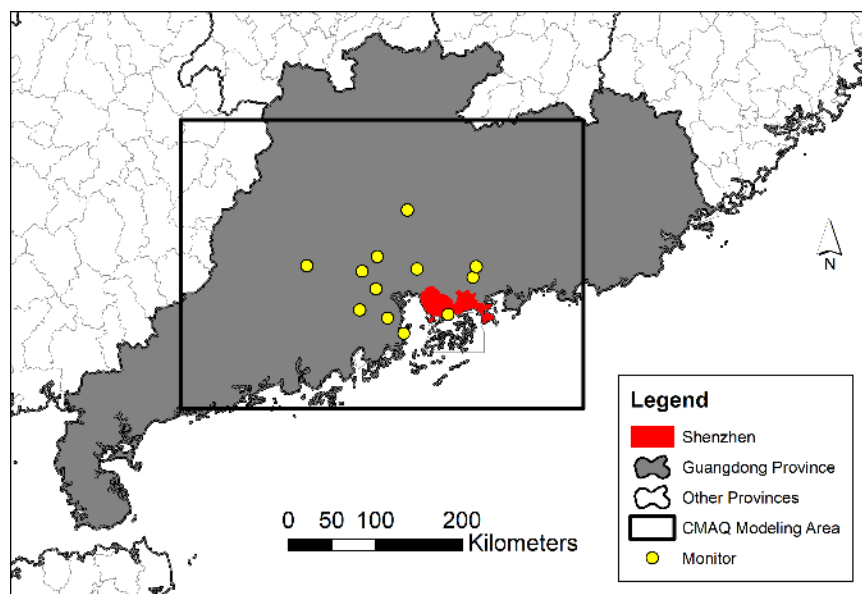 N
Legend
Shenzhen
Guangdong Province
Other Provinces
CMAQ Modeling Area
Monitor
0 50 100 200
Kilometers